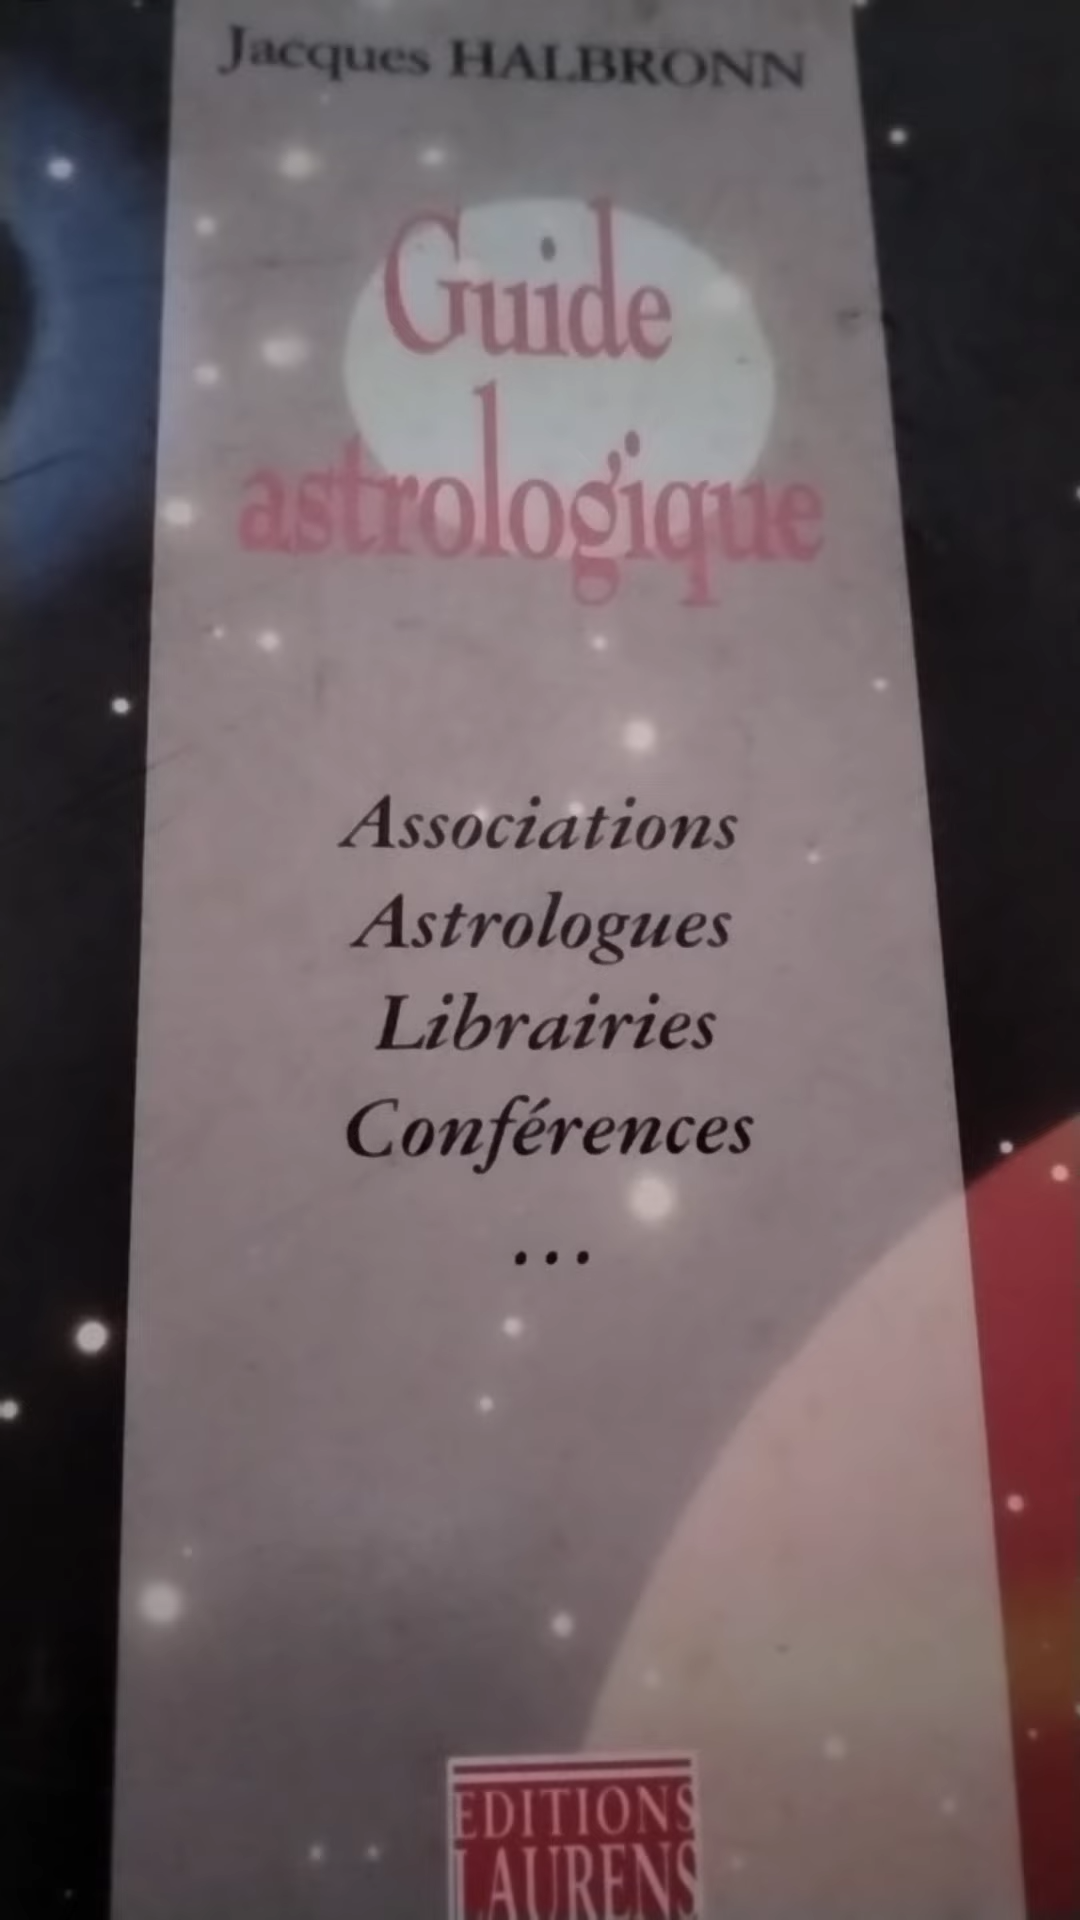 Jacques HALBRONN
Guide
astrologique
Associations
Astrologues
Librairies
Conférences
...
EDITIONS
LAURENS